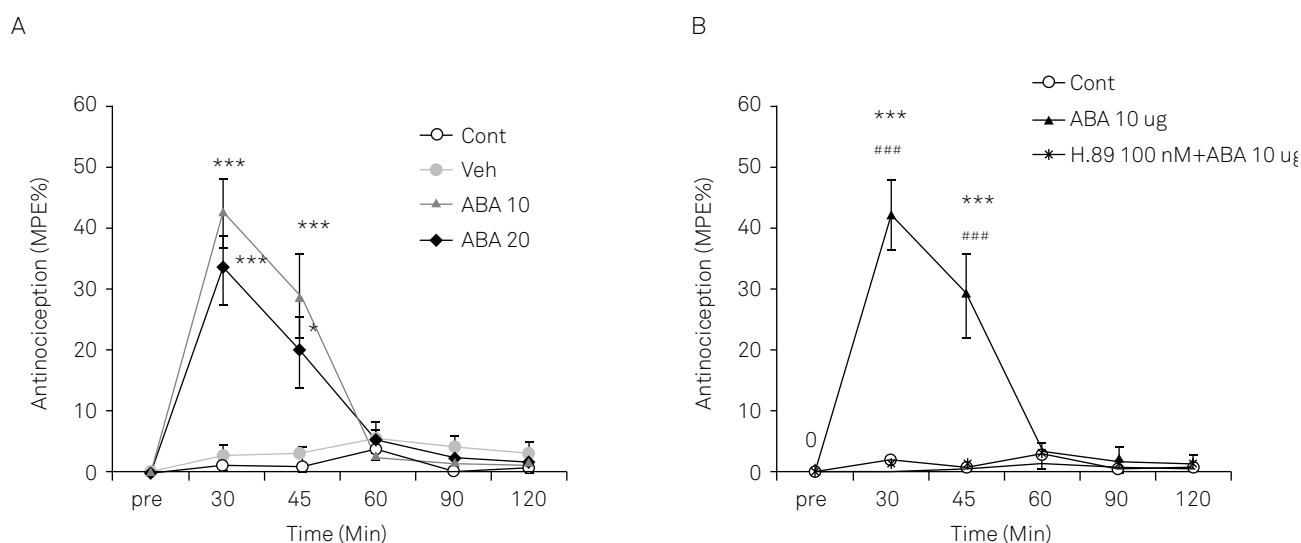 A
60
50
40
30
20
10
0
Antinociception (MPE%)
***
***
***
*
Cont
Veh
ABA 10
ABA 20
pre 30 45 60 90 120
Time (Min)
B
60
50
40
30
20
10
0
Antinociception (MPE%)
Cont
ABA 10 ug
H.89 100 nM+ABA 10 ug
***
###
***
###
0
pre 30 45 60 90 120
Time (Min)